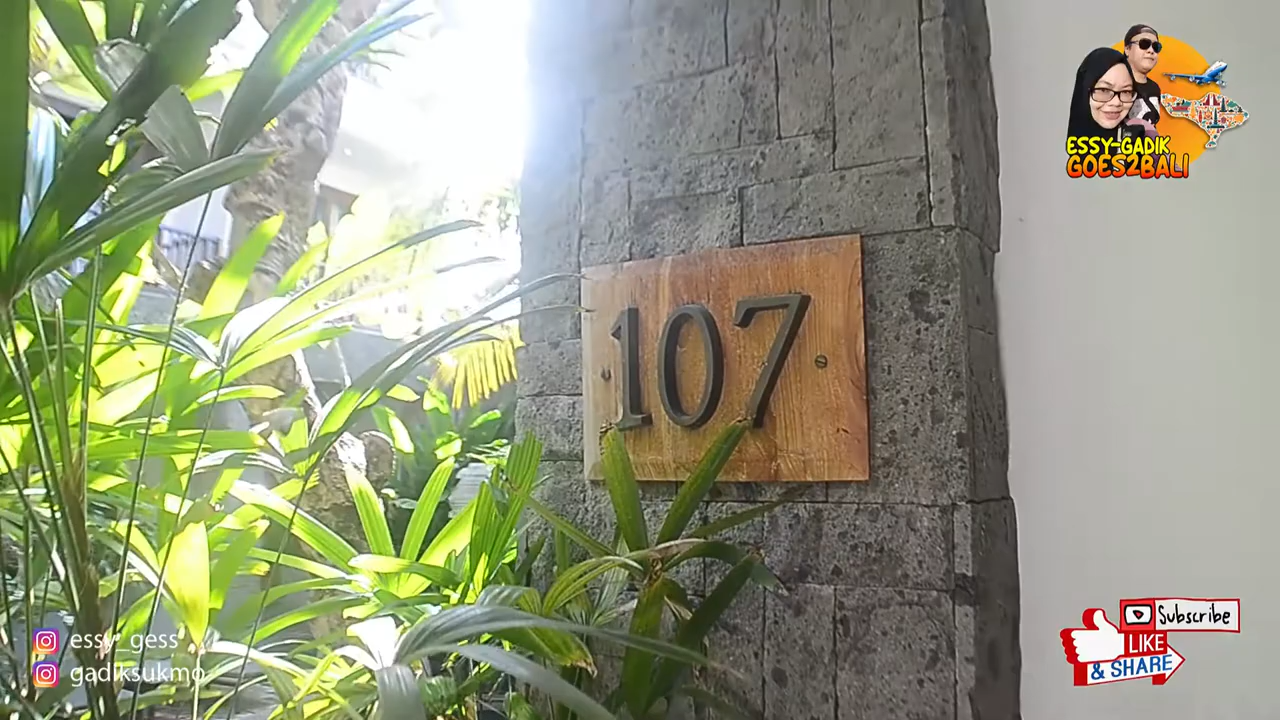 ESSY-GADIK
GOES2BALI
107
essy_gess
gadiksukmo
Subscribe
LIKE
& SHARE